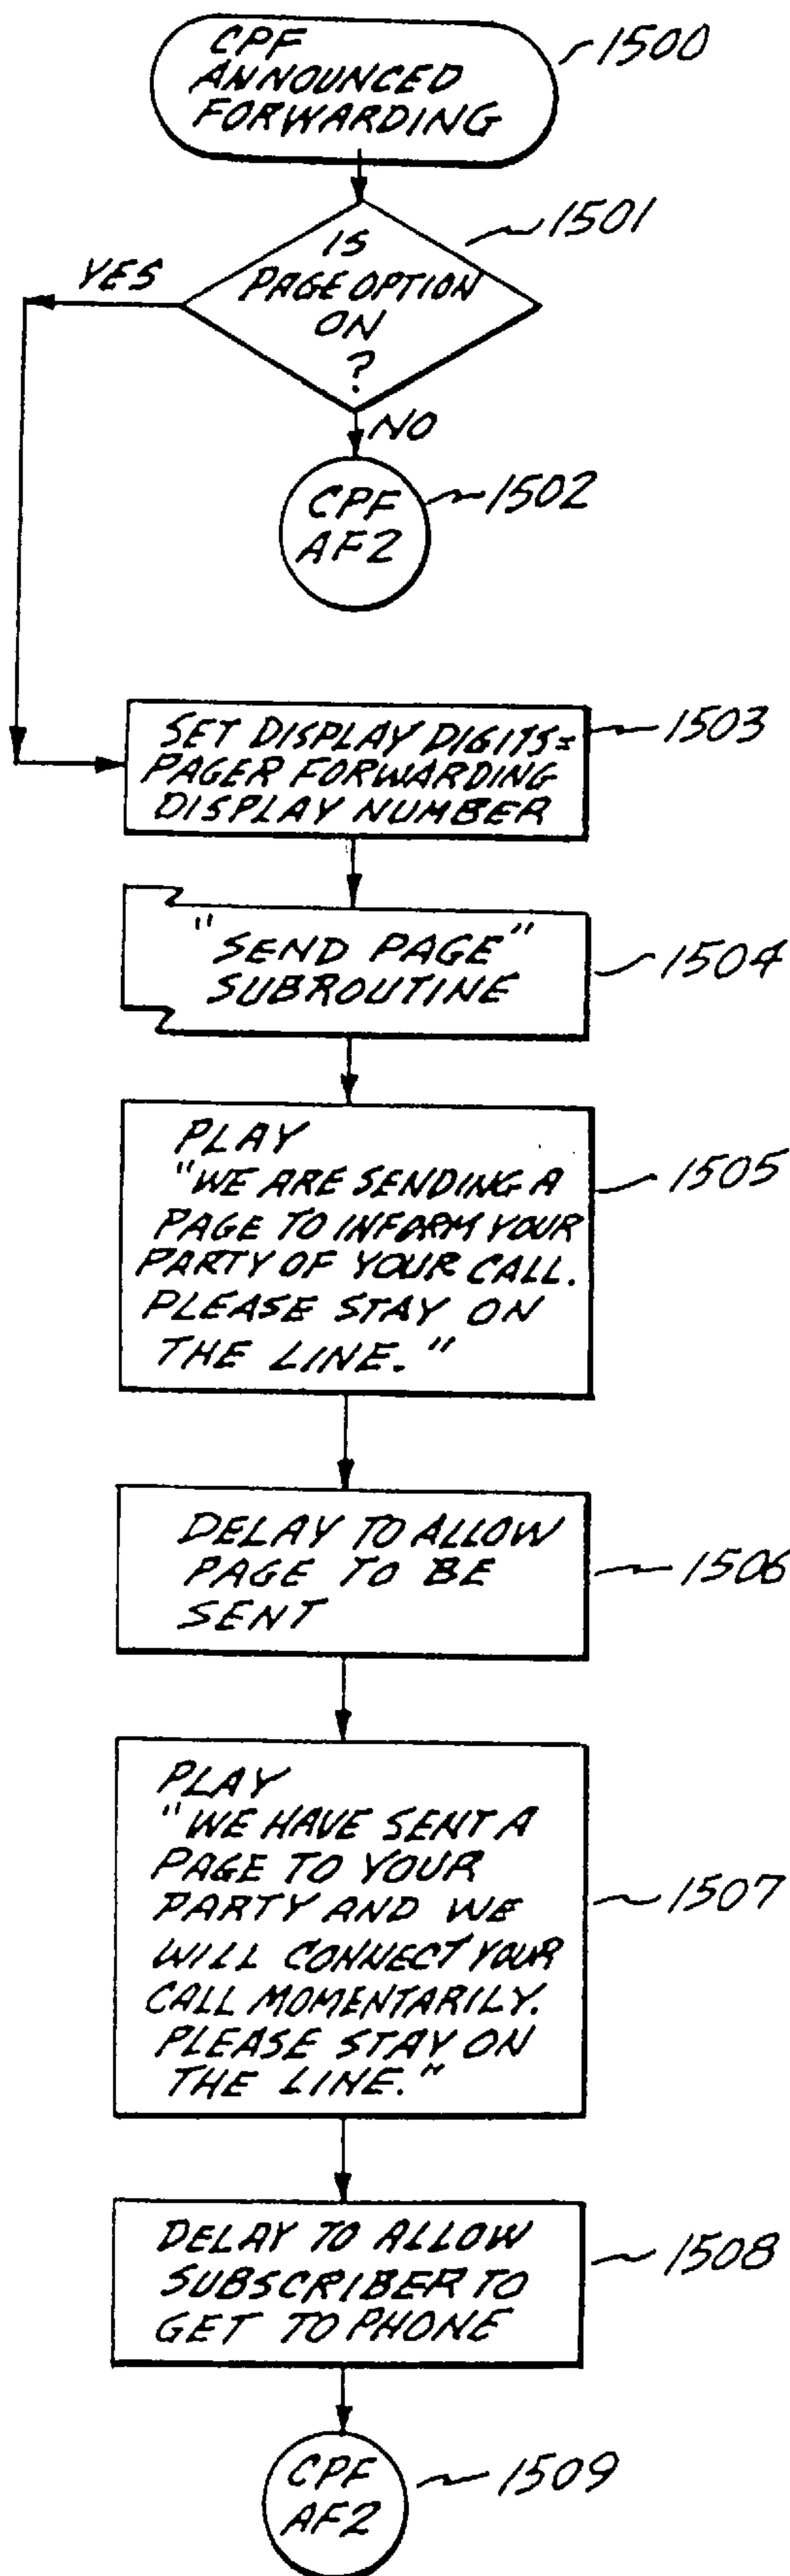 CPF
ANNOUNCED
FORWARDING
1500
1501
IS
PAGE OPTION
ON
?
YES
NO
CPF
AF2
1502
SET DISPLAY DIGITS=
PAGER FORWARDING
DISPLAY NUMBER
1503
"SEND PAGE"
SUBROUTINE
1504
PLAY
"WE ARE SENDING A
PAGE TO INFORM YOUR
PARTY OF YOUR CALL.
PLEASE STAY ON
THE LINE."
1505
DELAY TO ALLOW
PAGE TO BE
SENT
1506
PLAY
"WE HAVE SENT A
PAGE TO YOUR
PARTY AND WE
WILL CONNECT YOUR
CALL MOMENTARILY.
PLEASE STAY ON
THE LINE."
1507
DELAY TO ALLOW
SUBSCRIBER TO
GET TO PHONE
1508
CPF
AF2
1509